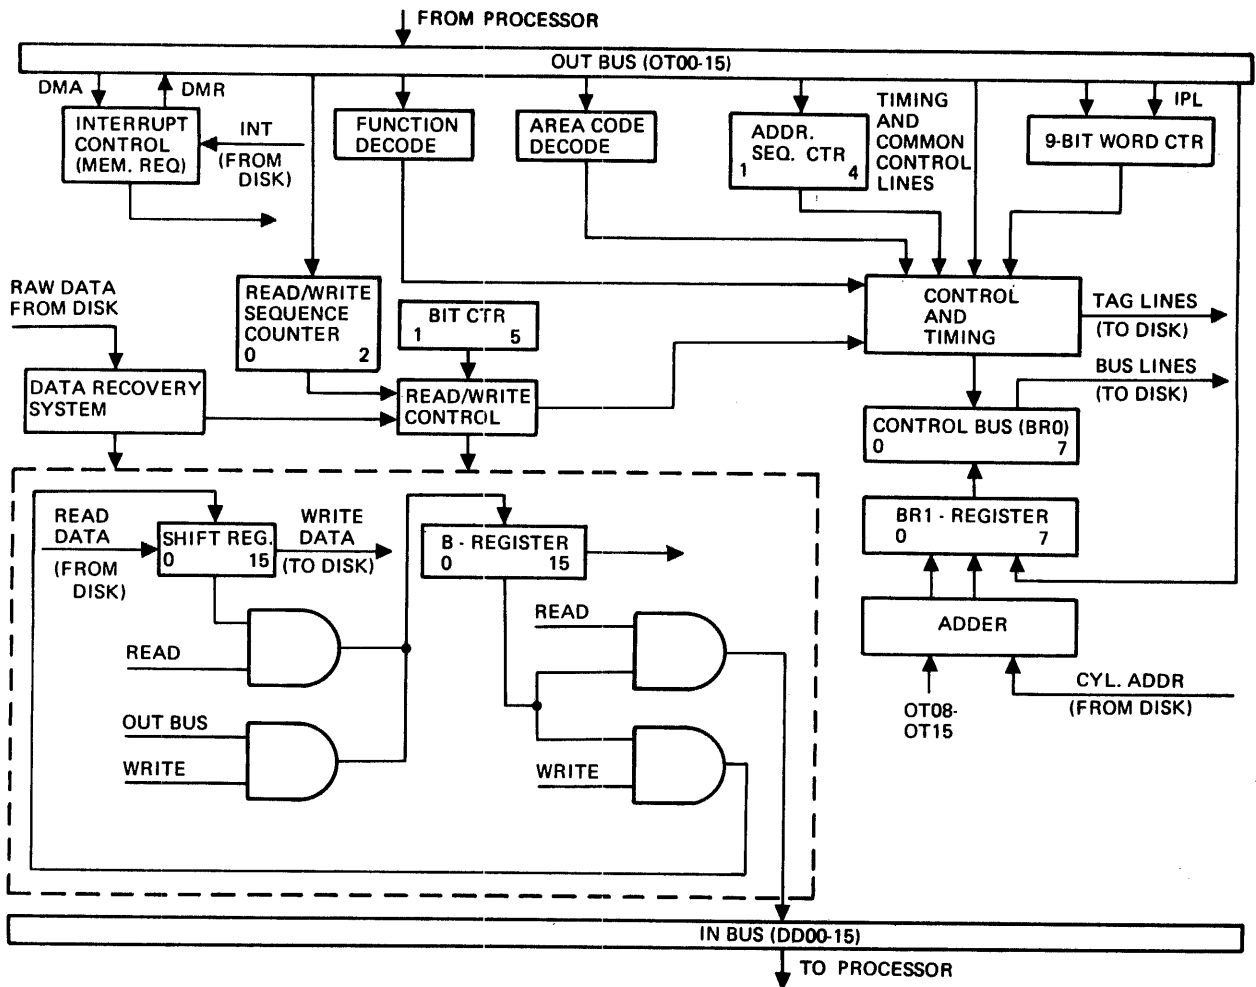 FROM PROCESSOR
OUT BUS (OT00-15)
DMA
DMR
INTERRUPT
CONTROL
(MEM. REQ)
INT
(FROM
DISK)
FUNCTION
DECODE
AREA CODE
DECODE
ADDR.
SEQ. CTR
1 4
TIMING
AND
COMMON
CONTROL
LINES
IPL
9-BIT WORD CTR
RAW DATA
FROM DISK
READ/WRITE
SEQUENCE
COUNTER
0 2
BIT CTR
1 5
CONTROL
AND
TIMING
TAG LINES
(TO DISK)
BUS LINES
(TO DISK)
DATA RECOVERY
SYSTEM
READ/WRITE
CONTROL
CONTROL BUS (BR0)
0 7
READ
DATA
(FROM
DISK)
SHIFT REG.
0 15
WRITE
DATA
(TO DISK)
B - REGISTER
0 15
BR1 - REGISTER
0 7
READ
READ
ADDER
OUT BUS
WRITE
WRITE
OT08-
OT15
CYL. ADDR
(FROM DISK)
IN BUS (DD00-15)
TO PROCESSOR